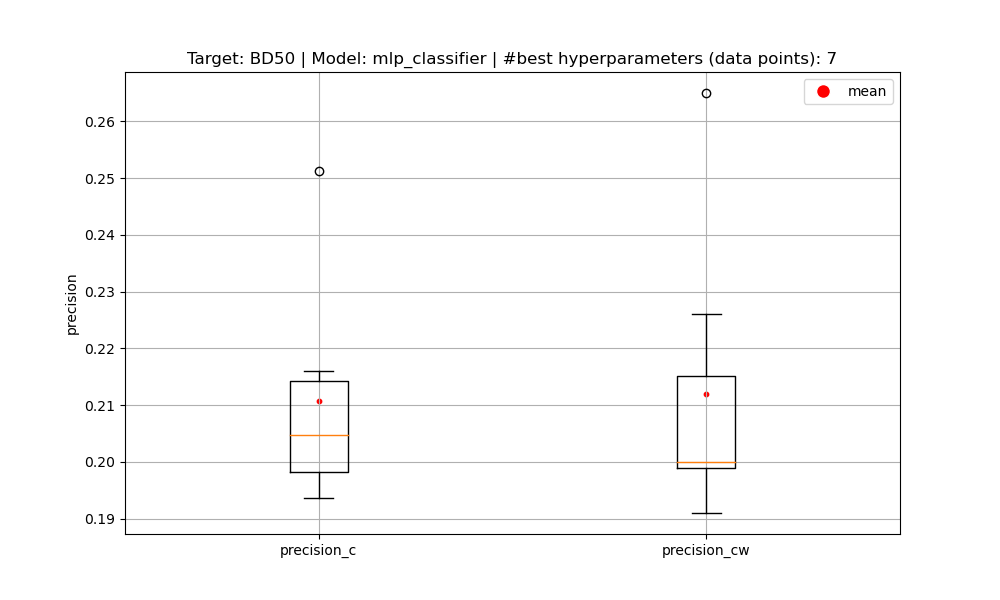 Target: BD50 | Model: mlp_classifier | #best hyperparameters (data points): 7
mean
0.26
0.25
0.24
0.23
0.22
0.21
0.20
0.19
precision
precision_c
precision_cw